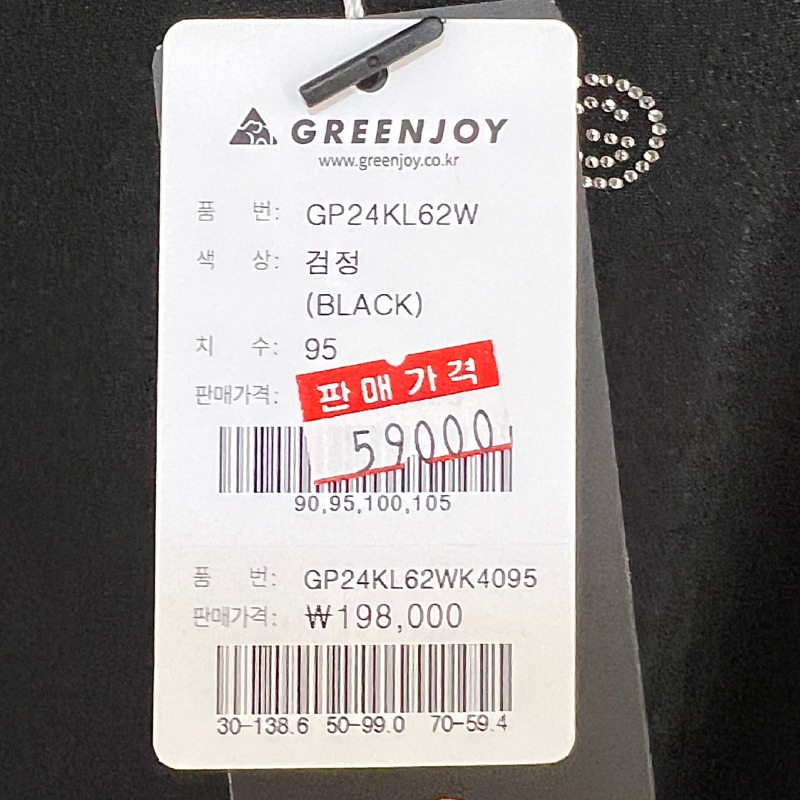 GREENJOY
www.greenjoy.co.kr
품 번: GP24KL62W
색 상: 검정
(BLACK)
치 수: 95
판매가격: 판매가격
59000
90,95,100,105
품 번: GP24KL62WK4095
판매가격: ₩198,000
30-138.6 50-99.0 70-59.4